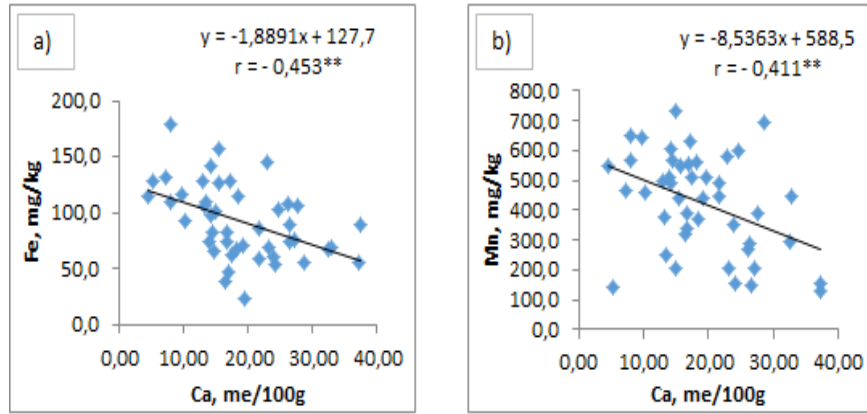 a)
y = -1,8891x + 127,7
r = - 0,453**
200,0
150,0
100,0
50,0
0,0
Fe, mg/kg
0,00 10,00 20,00 30,00 40,00
Ca, me/100g
b)
y = -8,5363x + 588,5
r = - 0,411**
800,0
700,0
600,0
500,0
400,0
300,0
200,0
100,0
0,0
Mn, mg/kg
0,00 10,00 20,00 30,00 40,00
Ca, me/100g